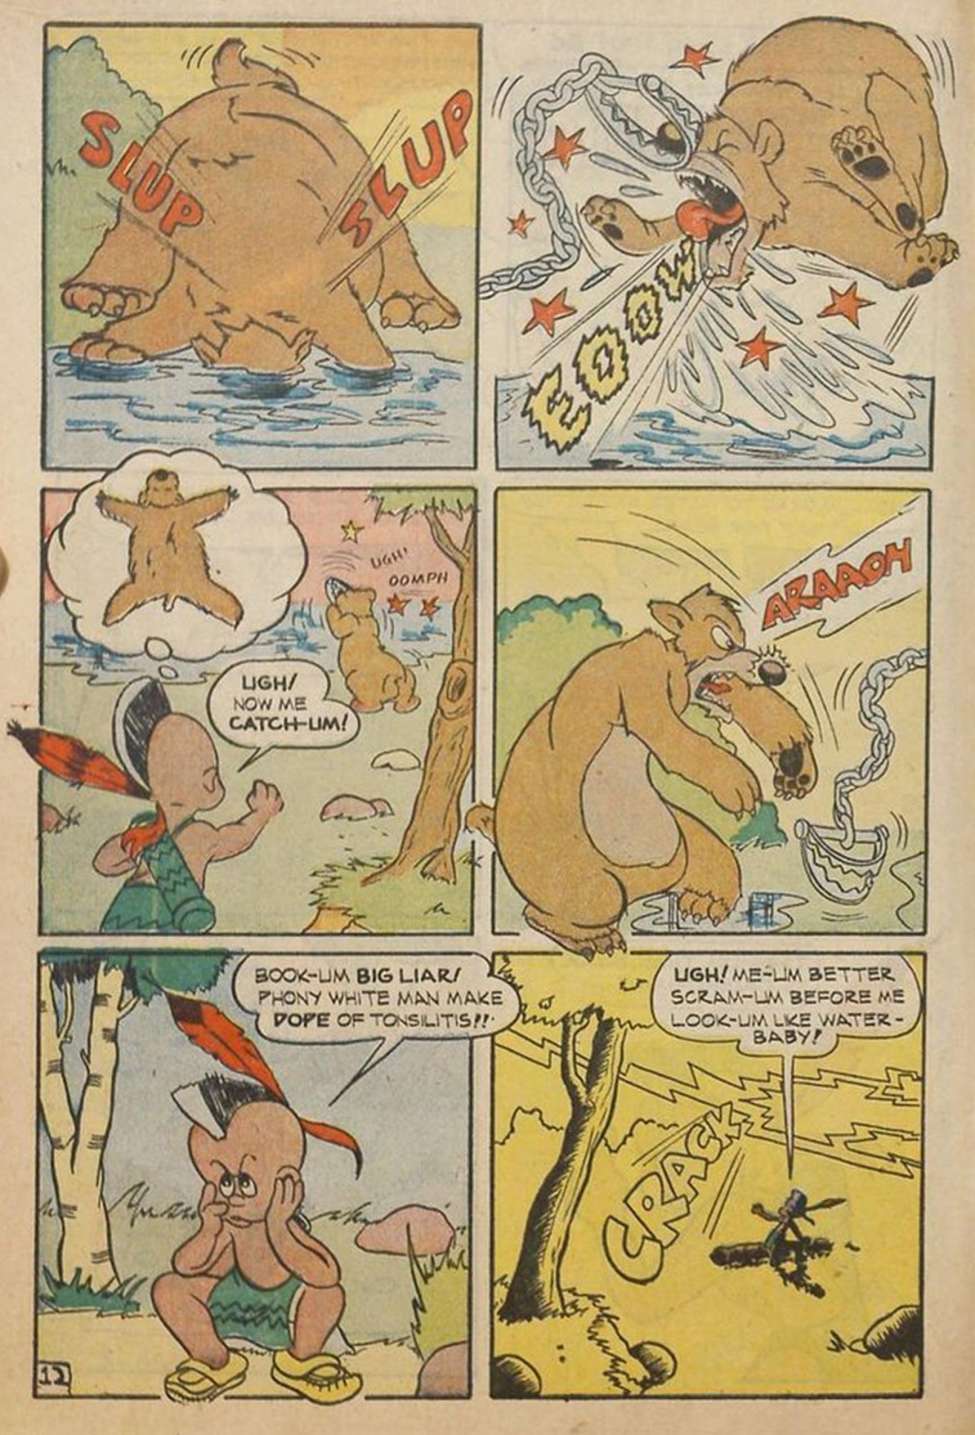 SLUP
SLUP
EOOW
UGH!
OOMPH
UGH!
NOW ME
CATCH-UM!
ARAAOH
BOOK-UM BIG LIAR!
PHONY WHITE MAN MAKE
DOPE OF TONSILITIS!!
UGH! ME-UM BETTER
SCRAM-UM BEFORE ME
LOOK-UM LIKE WATER-
BABY!
CRACK
12